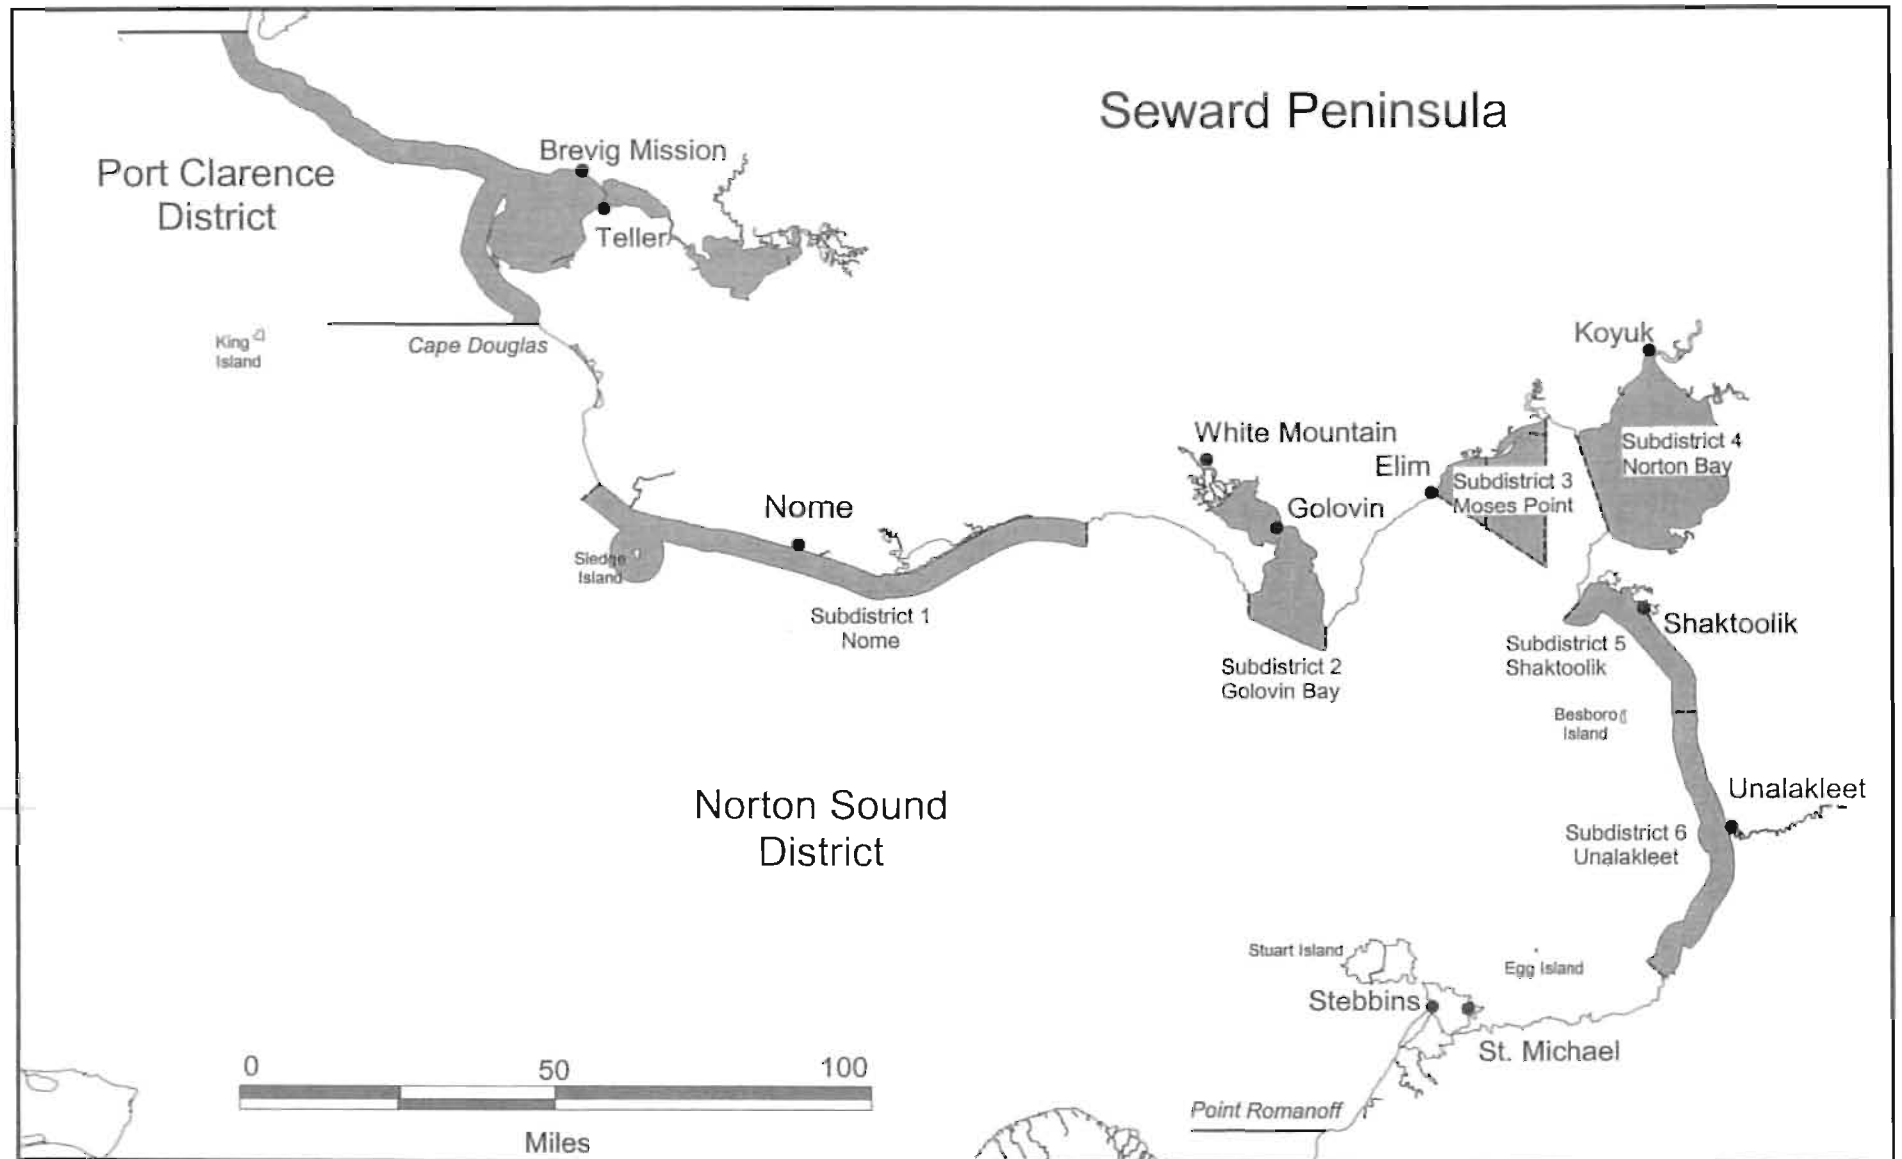 Seward Peninsula
Brevig Mission
Port Clarence
District
Teller
King
Island
Cape Douglas
Koyuk
White Mountain
Elim
Subdistrict 4
Norton Bay
Subdistrict 3
Moses Point
Nome
Golovin
Sledge
Island
Subdistrict 1
Nome
Shaktoolik
Subdistrict 5
Shaktoolik
Subdistrict 2
Golovin Bay
Besboro
Island
Unalakleet
Norton Sound
District
Subdistrict 6
Unalakleet
Stuart Island
Egg Island
Stebbins
St. Michael
0 50 100
Miles
Point Romanoff